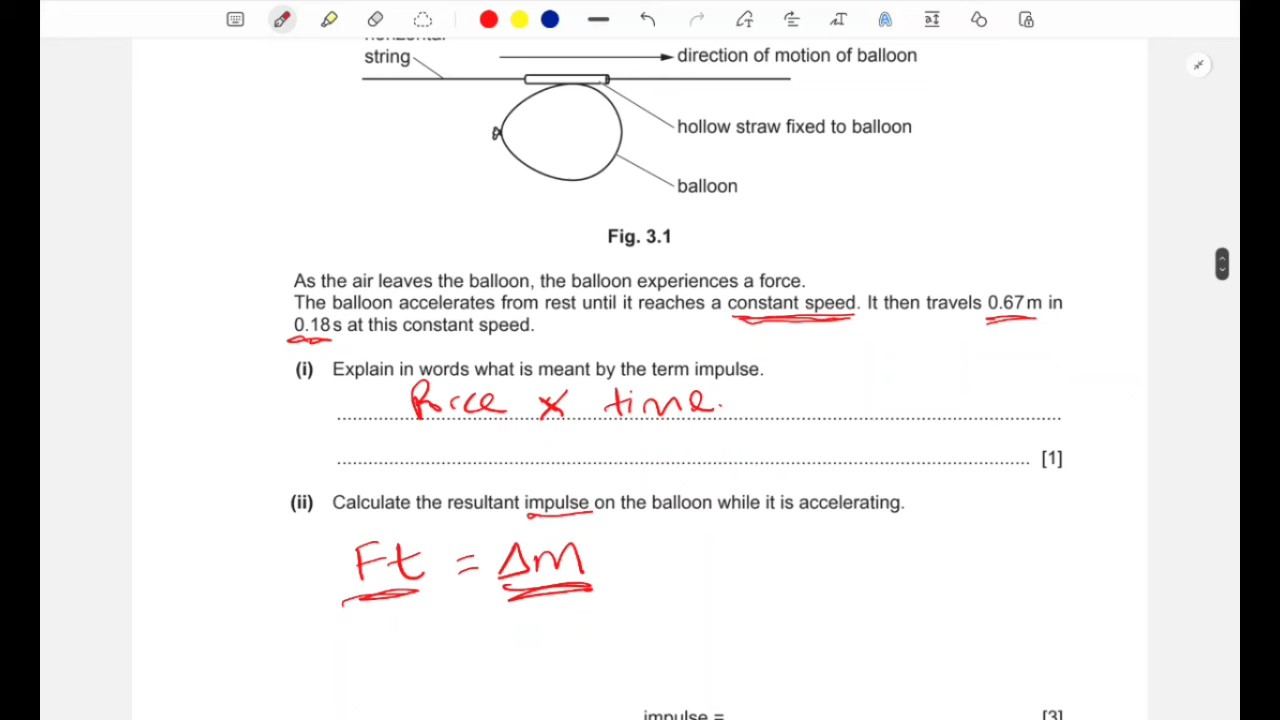 string
direction of motion of balloon
hollow straw fixed to balloon
balloon
Fig. 3.1
As the air leaves the balloon, the balloon experiences a force.
The balloon accelerates from rest until it reaches a constant speed. It then travels 0.67 m in
0.18 s at this constant speed.
(i) Explain in words what is meant by the term impulse.
Force × time.
[1]
(ii) Calculate the resultant impulse on the balloon while it is accelerating.
Ft = Δm
impulse = [3]